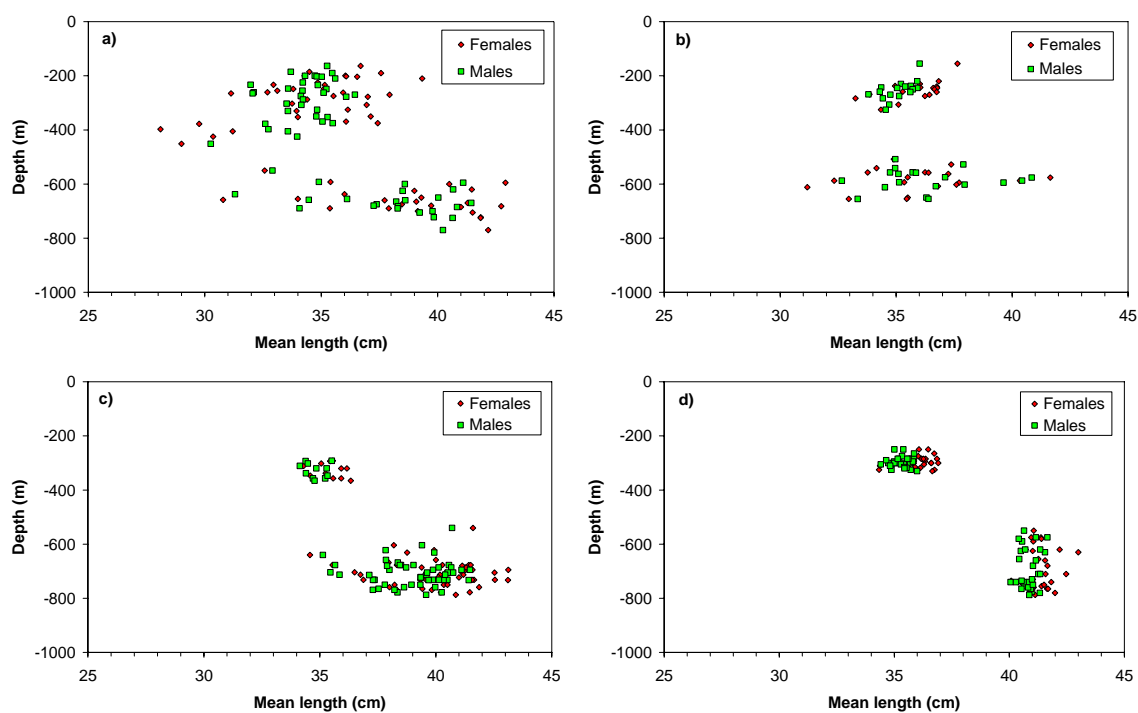 a)
Females
Males
0
-200
-400
-600
-800
-1000
Depth (m)
25 30 35 40 45
Mean length (cm)
b)
Females
Males
0
-200
-400
-600
-800
-1000
Depth (m)
25 30 35 40 45
Mean length (cm)
c)
Females
Males
0
-200
-400
-600
-800
-1000
Depth (m)
25 30 35 40 45
Mean length (cm)
d)
Females
Males
0
-200
-400
-600
-800
-1000
Depth (m)
25 30 35 40 45
Mean length (cm)